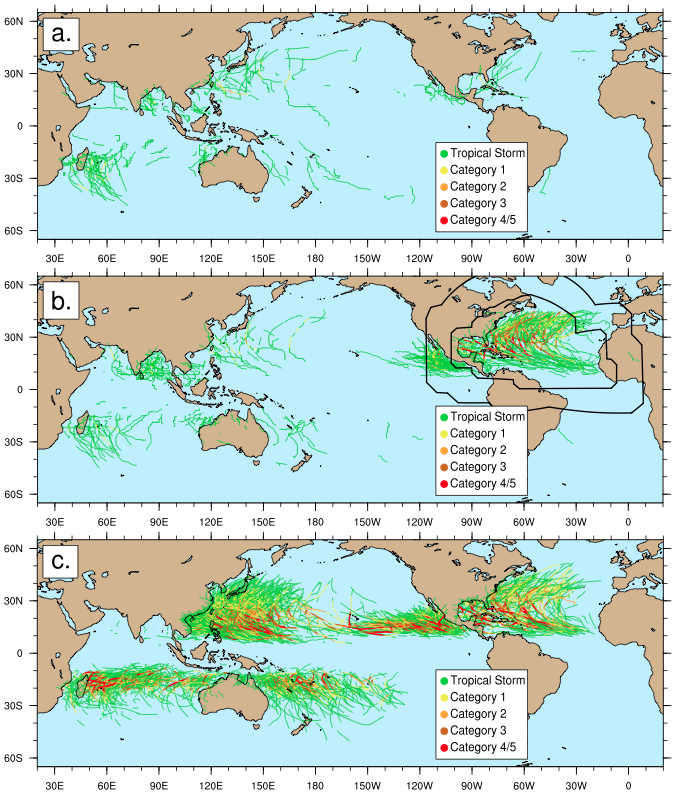 a.
60N
30N
0
30S
60S
Tropical Storm
Category 1
Category 2
Category 3
Category 4/5
30E 60E 90E 120E 150E 180 150W 120W 90W 60W 30W 0
b.
60N
30N
0
30S
60S
Tropical Storm
Category 1
Category 2
Category 3
Category 4/5
30E 60E 90E 120E 150E 180 150W 120W 90W 60W 30W 0
c.
60N
30N
0
30S
60S
Tropical Storm
Category 1
Category 2
Category 3
Category 4/5
30E 60E 90E 120E 150E 180 150W 120W 90W 60W 30W 0